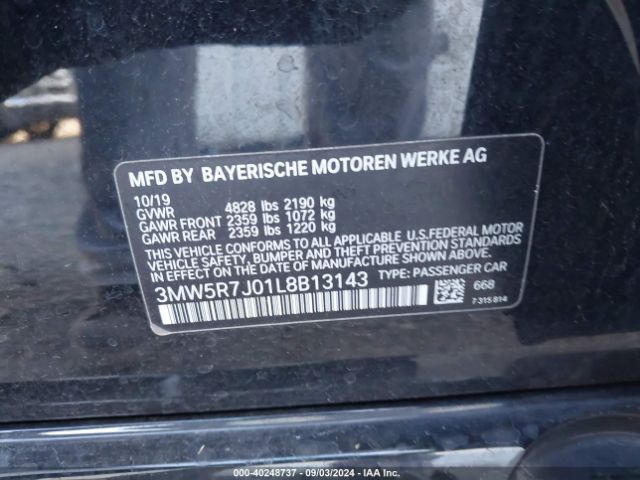 MFD BY BAYERISCHE MOTOREN WERKE AG
10/19
GVWR 4828 lbs 2190 kg
GAWR FRONT 2359 lbs 1072 kg
GAWR REAR 2359 lbs 1220 kg
THIS VEHICLE CONFORMS TO ALL APPLICABLE U.S.FEDERAL MOTOR
VEHICLE SAFETY, BUMPER AND THEFT PREVENTION STANDARDS
IN EFFECT ON THE DATE OF MANUFACTURE SHOWN ABOVE.
3MW5R7J01L8B13143 TYPE: PASSENGER CAR
668
7 315 814
© 40248737 - 09/03/2024 - IAA Inc.